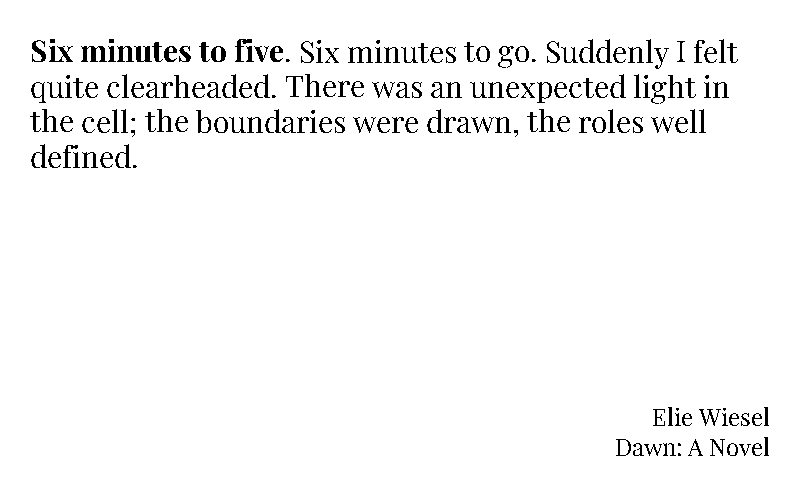 Six minutes to five. Six minutes to go. Suddenly I felt
quite clearheaded. There was an unexpected light in
the cell; the boundaries were drawn, the roles well
defined.
Elie Wiesel
Dawn: A Novel